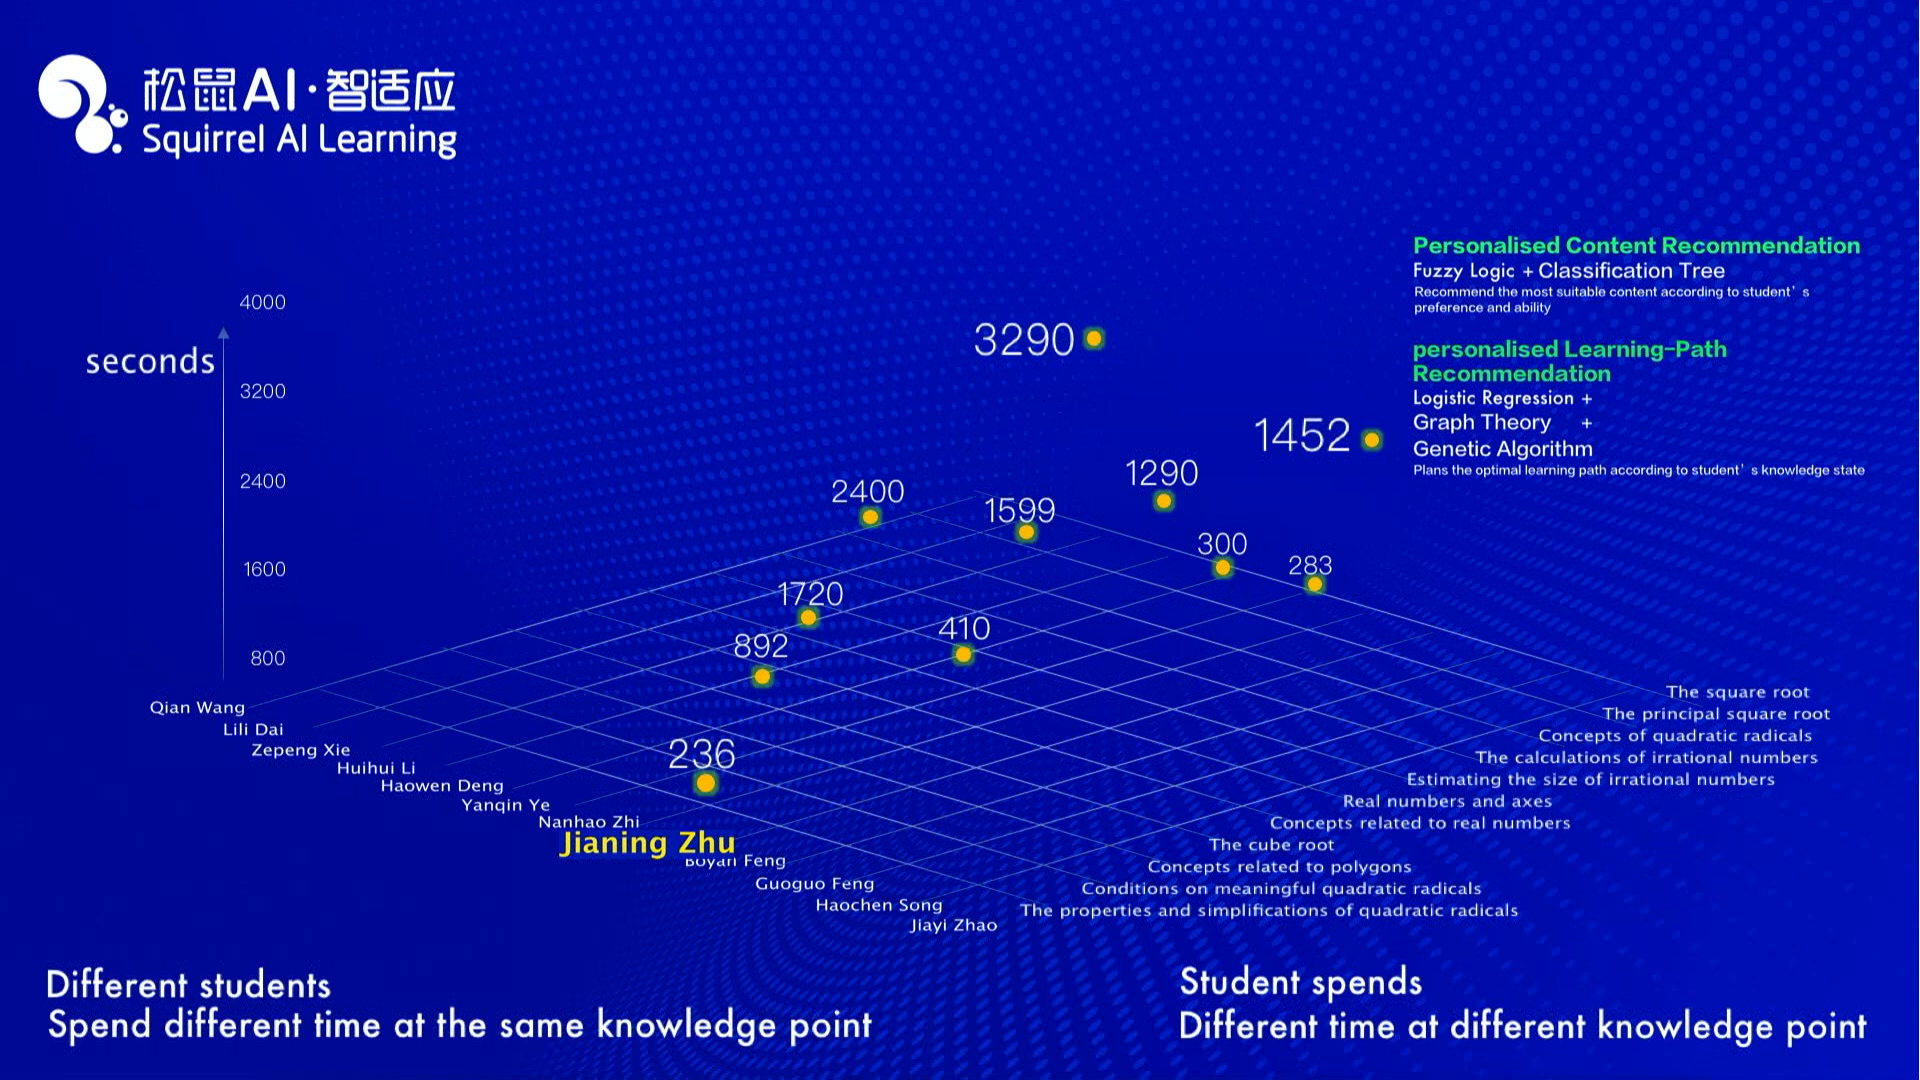 松鼠AI·智适应
Squirrel AI Learning
Personalised Content Recommendation
Fuzzy Logic + Classification Tree
Recommend the most suitable content according to student's
preference and ability
personalised Learning-Path
Recommendation
Logistic Regression +
Graph Theory +
Genetic Algorithm
Plans the optimal learning path according to student's knowledge state
seconds
4000
3200
2400
1600
800
3290
1452
1290
2400
1599
300
283
1720
410
892
236
Qian Wang
Lili Dai
Zepeng Xie
Huihui Li
Haowen Deng
Yanqin Ye
Nanhao Zhi
Jianing Zhu
Boyan Feng
Guoguo Feng
Haochen Song
Jiayi Zhao
The square root
The principal square root
Concepts of quadratic radicals
The calculations of irrational numbers
Estimating the size of irrational numbers
Real numbers and axes
Concepts related to real numbers
The cube root
Concepts related to polygons
Conditions on meaningful quadratic radicals
The properties and simplifications of quadratic radicals
Different students
Spend different time at the same knowledge point
Student spends
Different time at different knowledge point